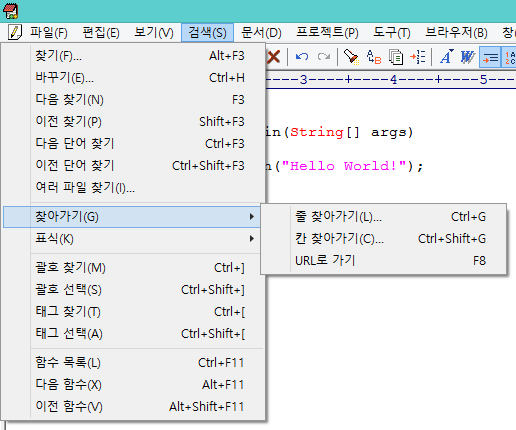 파일(F) 편집(E) 보기(V) 검색(S) 문서(D) 프로젝트(P) 도구(T) 브라우저(B)
찾기(F)... Alt+F3
바꾸기(E)... Ctrl+H
다음 찾기(N) F3
이전 찾기(P) Shift+F3
다음 단어 찾기 Ctrl+F3
이전 단어 찾기 Ctrl+Shift+F3
여러 파일 찾기(I)...
찾아가기(G)
표식(K)
괄호 찾기(M) Ctrl+]
괄호 선택(S) Ctrl+Shift+]
태그 찾기(T) Ctrl+[
태그 선택(A) Ctrl+Shift+[
함수 목록(L) Ctrl+F11
다음 함수(X) Alt+F11
이전 함수(V) Alt+Shift+F11
줄 찾아가기(L)... Ctrl+G
칸 찾아가기(C)... Ctrl+Shift+G
URL로 가기 F8
----3----+----4----+----5---
in(String[] args)
n("Hello World!");